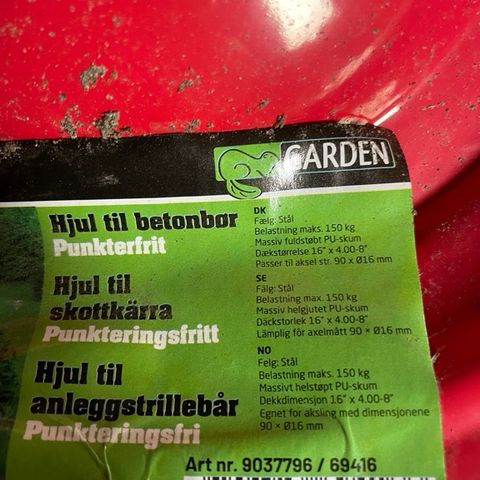 GARDEN
Hjul til betonbør
Punkterfrit
DK
Fælg: Stål
Belastning maks. 150 kg
Massiv fuldstøbt PU-skum
Dækstørrelse 16" x 4.00-8"
Passer til aksel str. 90 x Ø16 mm
Hjul til
skottkärra
Punkteringsfritt
SE
Fälg: Stål
Belastning max. 150 kg
Massiv helgjutet PU-skum
Däckstorlek 16" x 4.00-8"
Lämplig för axelmått 90 x Ø16 mm
Hjul til
anleggstrillebår
Punkteringsfri
NO
Felg: Stål
Belastning maks. 150 kg
Massivt helstøpt PU-skum
Dekkdimensjon 16" x 4.00-8"
Egnet for aksling med dimensjonene
90 x Ø16 mm
Art nr. 9037796 / 69416